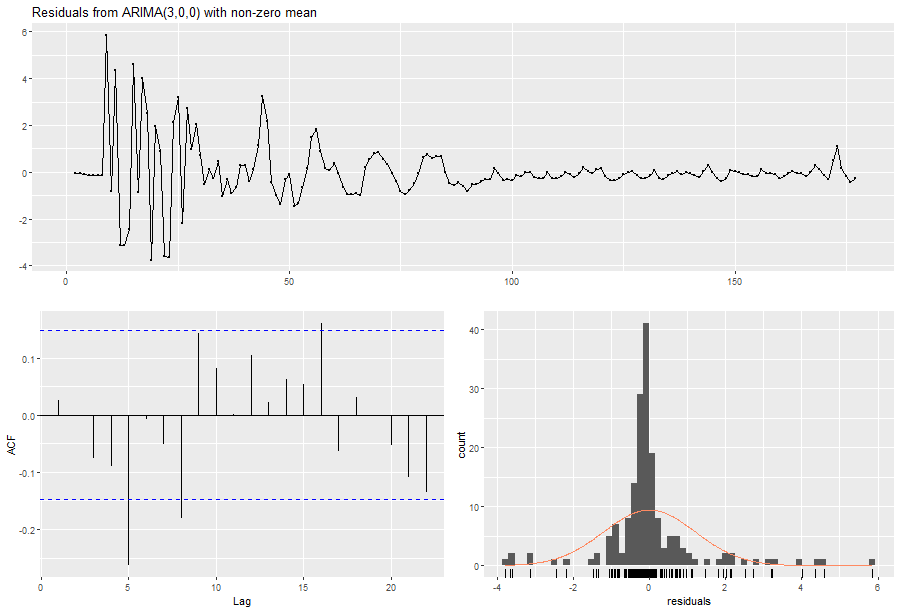 Residuals from ARIMA(3,0,0) with non-zero mean
6
4
2
0
-2
-4
0 50 100 150
0.1
0.0
-0.1
-0.2
ACF
0 5 10 15 20
Lag
40
30
20
10
0
count
-4 -2 0 2 4 6
residuals